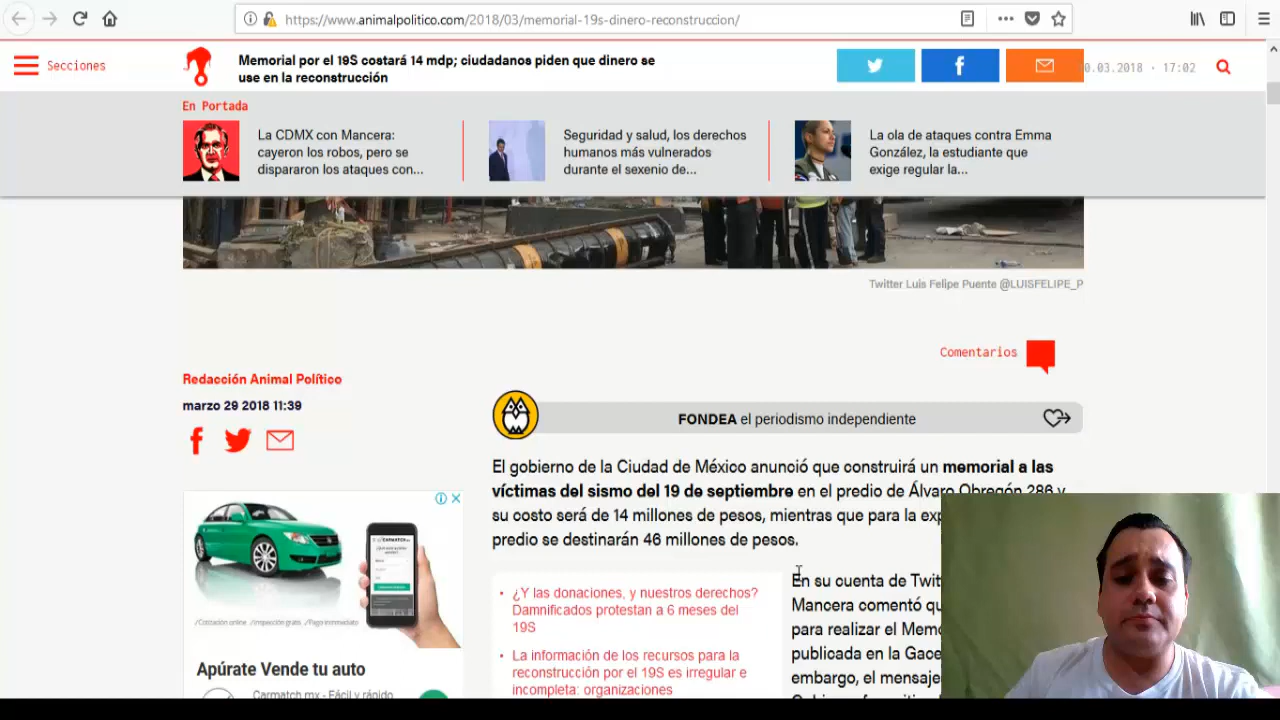 https://www.animalpolitico.com/2018/03/memorial-19s-dinero-reconstruccion/
Secciones
Memorial por el 19S costará 14 mdp; ciudadanos piden que dinero se
use en la reconstrucción
0.03.2018 · 17:02
En Portada
La CDMX con Mancera:
cayeron los robos, pero se
dispararon los ataques con...
Seguridad y salud, los derechos
humanos más vulnerados
durante el sexenio de...
La ola de ataques contra Emma
González, la estudiante que
exige regular la...
Twitter Luis Felipe Puente @LUISFELIPE_P
Comentarios
Redacción Animal Político
marzo 29 2018 11:39
FONDEA el periodismo independiente
El gobierno de la Ciudad de México anunció que construirá un memorial a las
víctimas del sismo del 19 de septiembre en el predio de Álvaro Obregón 286 y
su costo será de 14 millones de pesos, mientras que para la
predio se destinarán 46 millones de pesos.
¿Y las donaciones, y nuestros derechos?
Damnificados protestan a 6 meses del
19S
La información de los recursos para la
reconstrucción por el 19S es irregular e
incompleta: organizaciones
En su cuenta de
Mancera comentó
para realizar el
publicada en la
embargo, el
/Cotización online. /Inspección gratis. /Pago inmediato
Apúrate Vende tu auto
Carmatch mx - Fácil y rápido